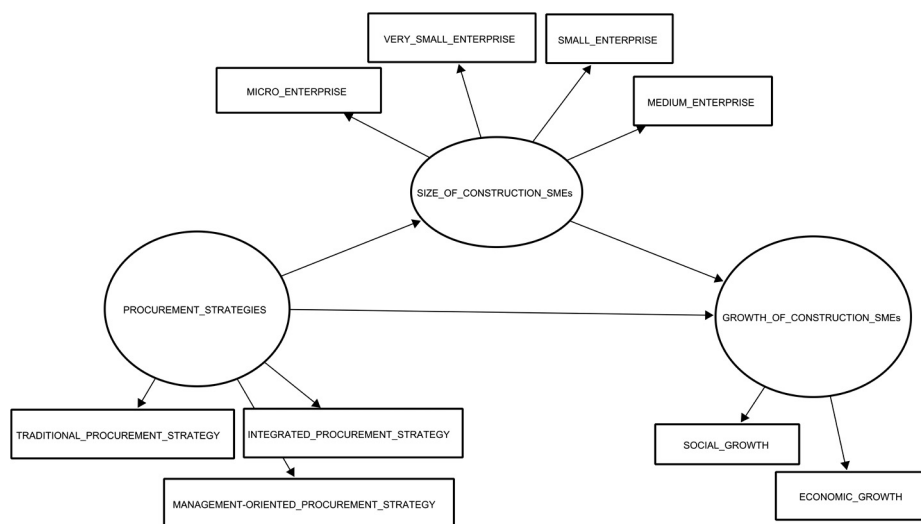 VERY_SMALL_ENTERPRISE
SMALL_ENTERPRISE
MICRO_ENTERPRISE
MEDIUM_ENTERPRISE
SIZE_OF_CONSTRUCTION_SMEs
PROCUREMENT_STRATEGIES
GROWTH_OF_CONSTRUCTION_SMEs
TRADITIONAL_PROCUREMENT_STRATEGY
INTEGRATED_PROCUREMENT_STRATEGY
SOCIAL_GROWTH
MANAGEMENT-ORIENTED_PROCUREMENT_STRATEGY
ECONOMIC_GROWTH